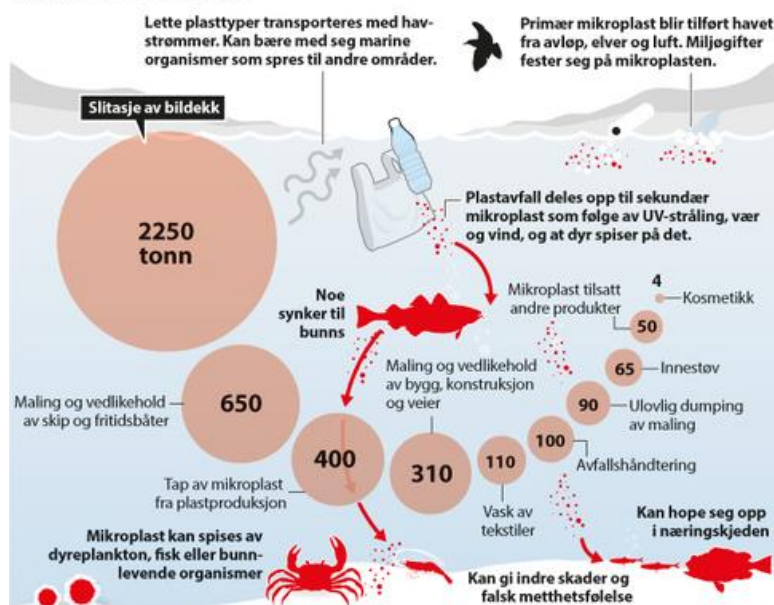 Lette plasttyper transporteres med hav-
strømmer. Kan bære med seg marine
organismer som spres til andre områder.
Primær mikroplast blir tilført havet
fra avløp, elver og luft. Miljøgifter
fester seg på mikroplasten.
Slitasje av bildekk
2250
tonn
Plastavfall deles opp til sekundær
mikroplast som følge av UV-stråling, vær
og vind, og at dyr spiser på det.
Noe
synker til
bunns
Mikroplast tilsatt
andre produkter
4
Kosmetikk
50
65
Innestøv
Maling og vedlikehold
av skip og fritidsbåter
650
Maling og vedlikehold
av bygg, konstruksjon
og veier
90
Ulovlig dumping
av maling
400
310
110
100
Tap av mikroplast
fra plastproduksjon
Vask av
tekstiler
Avfallshåndtering
Mikroplast kan spises av
dyreplankton, fisk eller bunn-
levende organismer
Kan hope seg opp
i næringskjeden
Kan gi indre skader og
falsk metthetsfølelse